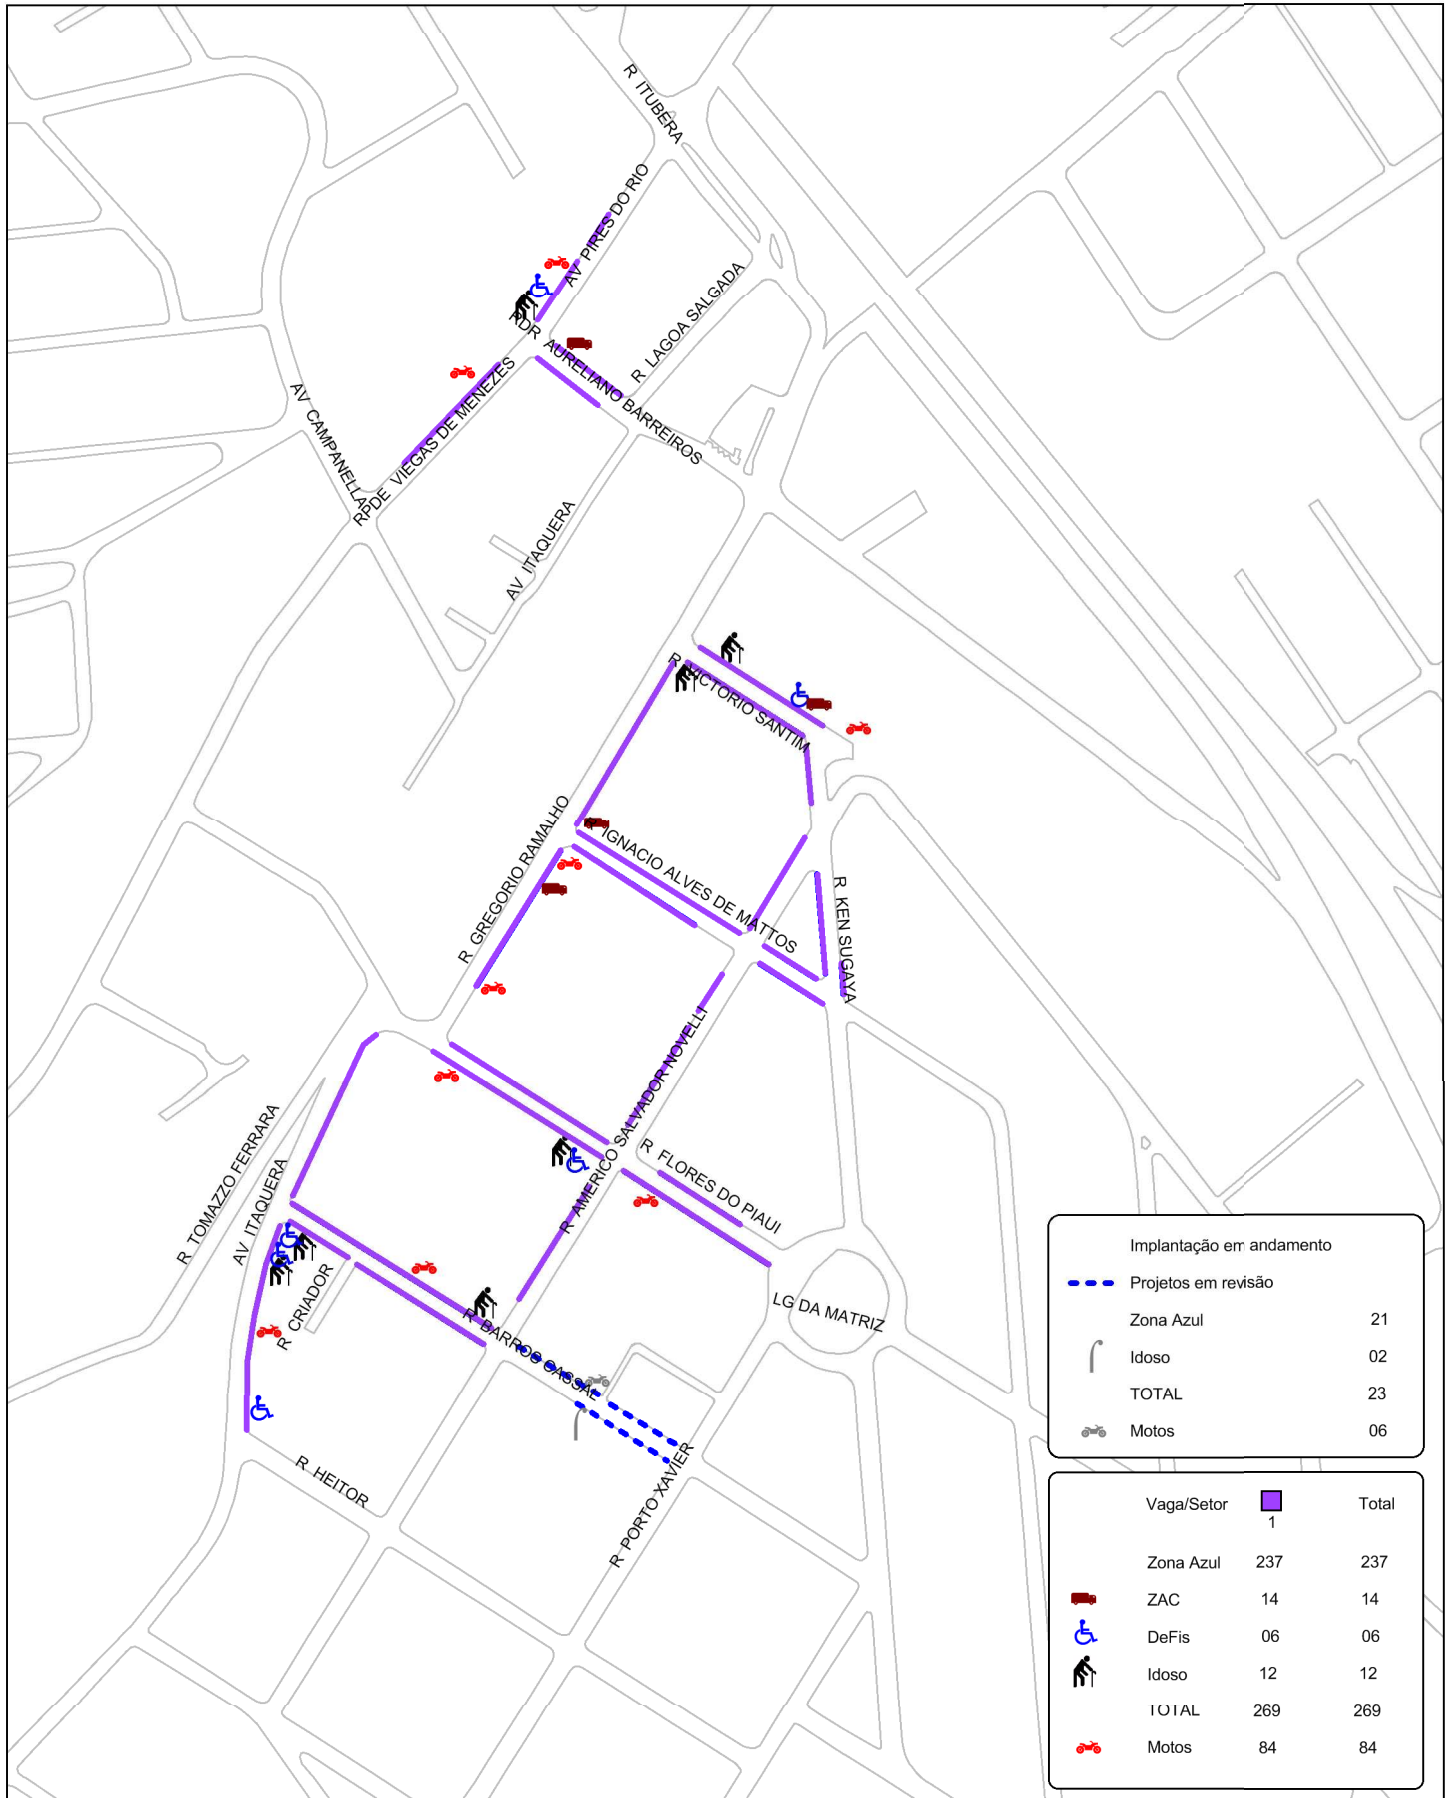 R ITUBERA
AV PIRES DO RIO
R LAGOA SALGADA
RDR AURELIANO BARREIROS
RPDE VIEGAS DE MENEZES
AV CAMPANELLA
AV ITAQUERA
R VICTORIO SANTIM
R GREGORIO RAMALHO
R IGNACIO ALVES DE MATTOS
R KEN SUGAYA
R AMERICO SALVADOR NOVELLI
R FLORES DO PIAUI
R TOMAZZO FERRARA
AV ITAQUERA
R CRIADOR
R BARROS CASSAL
LG DA MATRIZ
R HEITOR
R PORTO XAVIER
Implantação em andamento
Projetos em revisão
Zona Azul 21
Idoso 02
TOTAL 23
Motos 06
Vaga/Setor 1 Total
Zona Azul 237 237
ZAC 14 14
DeFis 06 06
Idoso 12 12
TOTAL 269 269
Motos 84 84